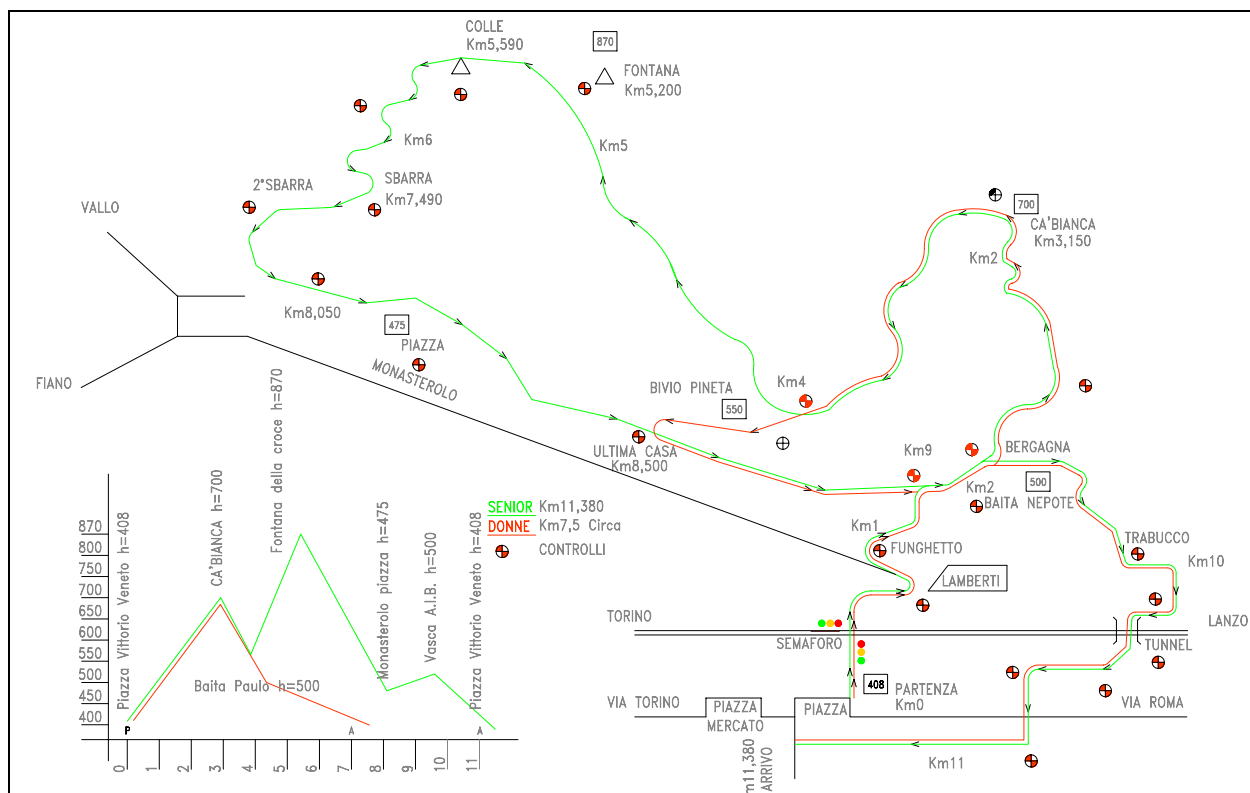 COLLE
Km5,590
870
FONTANA
Km5,200
Km6
Km5
2°SBARRA
SBARRA
Km7,490
VALLO
700
CA'BIANCA
Km3,150
Km2
Km8,050
475
PIAZZA
MONASTEROLO
FIANO
BIVIO PINETA
Km4
550
ULTIMA CASA
Km8,500
Km9
BERGAGNA
Km2
500
BAITA NEPOTE
Km1
FUNGHETTO
TRABUCCO
Km10
LAMBERTI
TORINO
LANZO
SEMAFORO
TUNNEL
408
PARTENZA
Km0
VIA TORINO
PIAZZA
MERCATO
PIAZZA
VIA ROMA
Km11
m11,380
ARRIVO
SENIOR Km11,380
DONNE Km7,5 Circa
CONTROLLI
870
800
750
700
650
600
550
500
450
400
Piazza Vittorio Veneto h=408
CA'BIANCA h=700
Fontana della croce h=870
Monasterolo piazza h=475
Vasca A.I.B. h=500
Piazza Vittorio Veneto h=408
Baita Paulo h=500
P
A
A
0
1
2
3
4
5
6
7
8
9
10
11